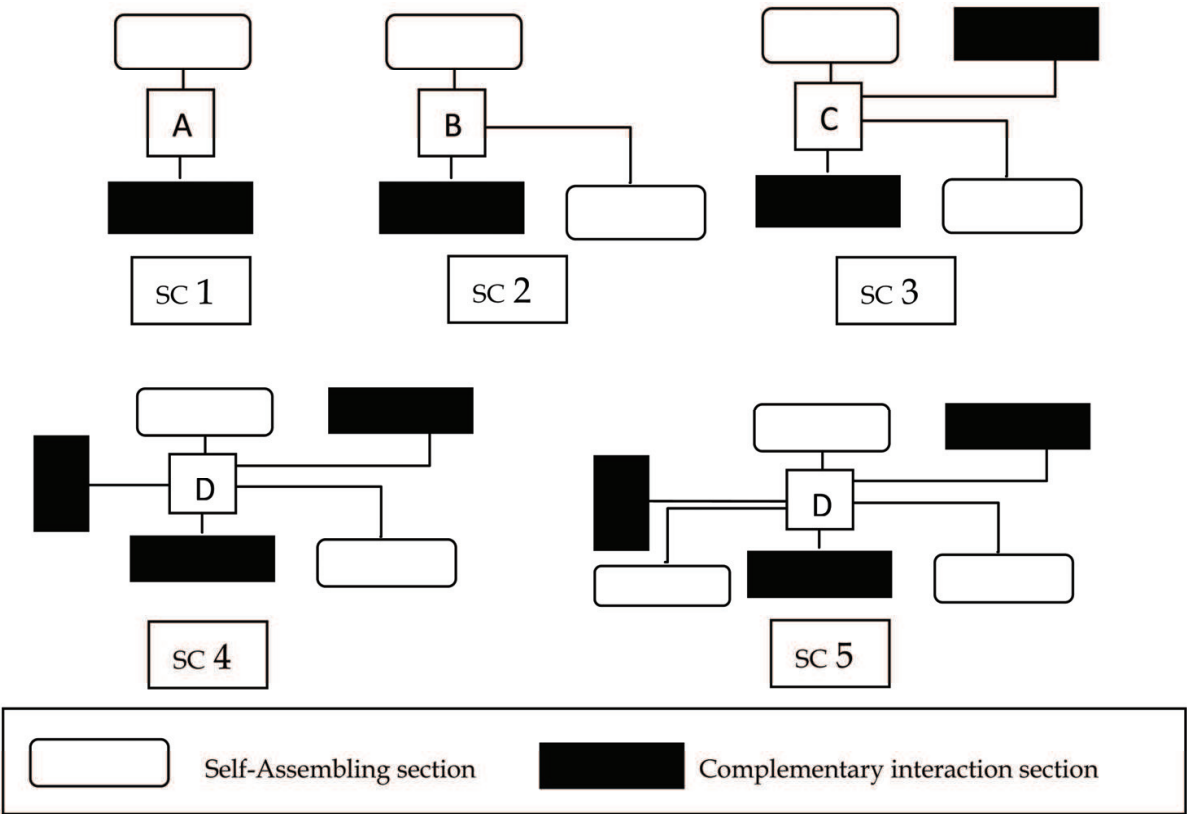 A
B
C
SC 1
SC 2
SC 3
D
D
SC 4
SC 5
Self-Assembling section
Complementary interaction section